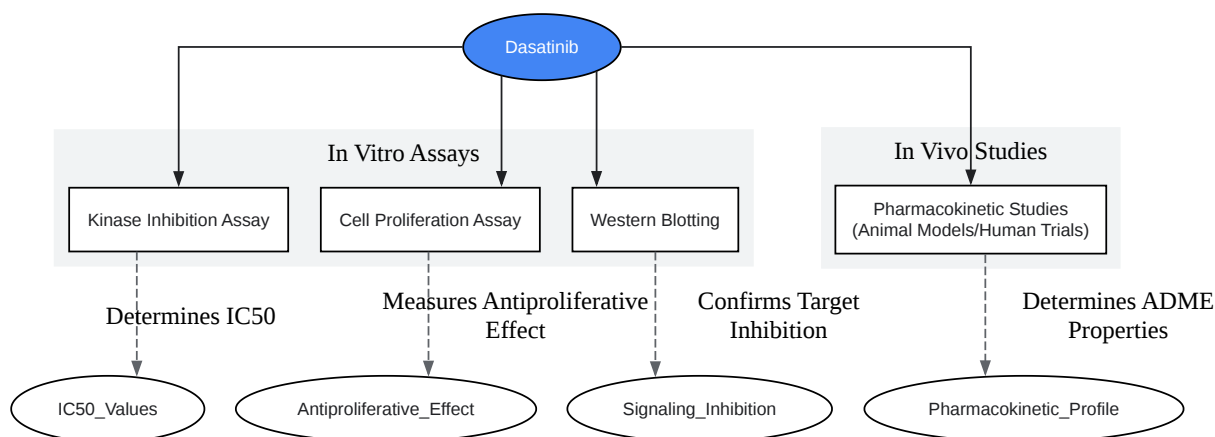 Dasatinib
In Vitro Assays
In Vivo Studies
Kinase Inhibition Assay
Cell Proliferation Assay
Western Blotting
Pharmacokinetic Studies
(Animal Models/Human Trials)
Determines IC50
Measures Antiproliferative
Effect
Confirms Target
Inhibition
Determines ADME
Properties
IC50_Values
Antiproliferative_Effect
Signaling_Inhibition
Pharmacokinetic_Profile